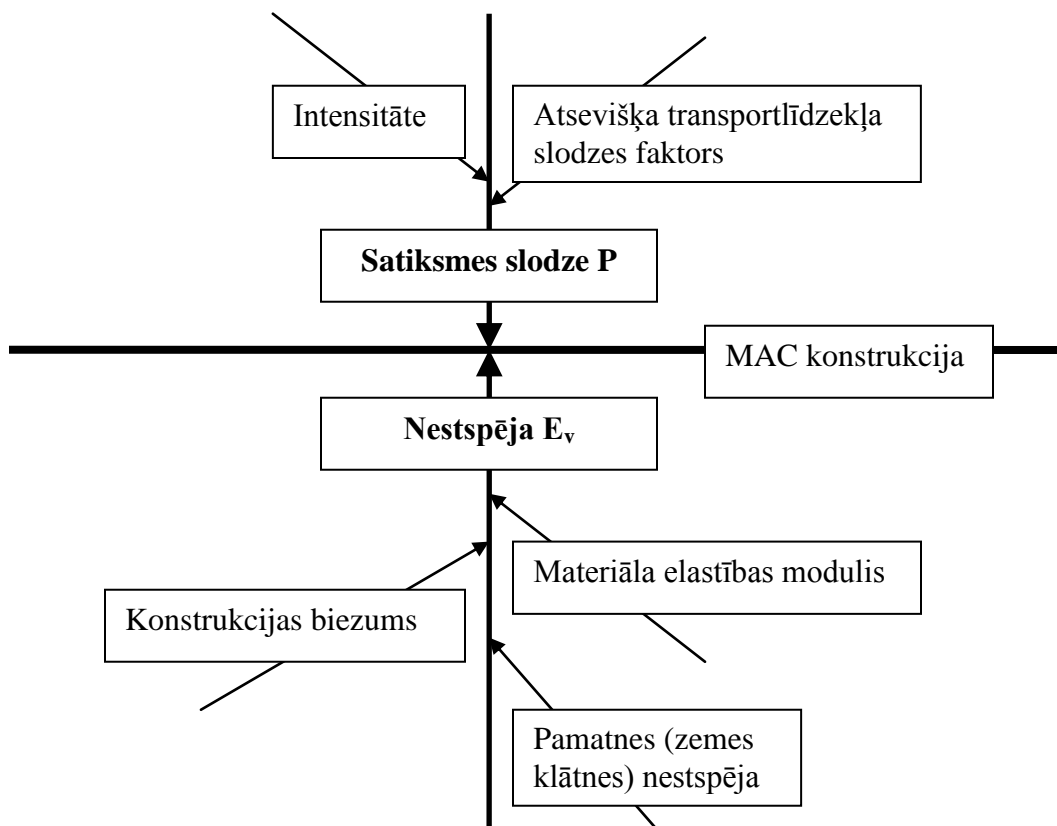 Intensitāte
Atsevišķa transportlīdzekļa
slodzes faktors
Satiksmes slodze P
MAC konstrukcija
Nestspēja Ev
Materiāla elastības modulis
Konstrukcijas biezums
Pamatnes (zemes
klātnes) nestspēja